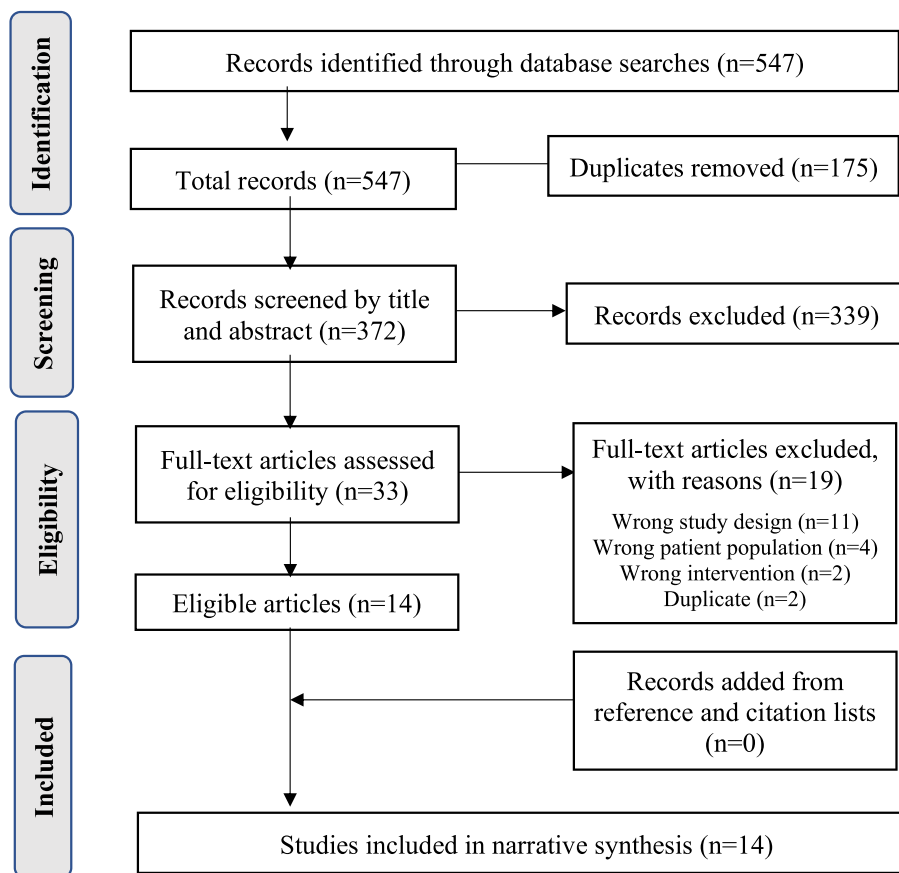 Identification
Records identified through database searches (n=547)
Total records (n=547)
Duplicates removed (n=175)
Screening
Records screened by title
and abstract (n=372)
Records excluded (n=339)
Eligibility
Full-text articles assessed
for eligibility (n=33)
Full-text articles excluded,
with reasons (n=19)
Wrong study design (n=11)
Wrong patient population (n=4)
Wrong intervention (n=2)
Duplicate (n=2)
Eligible articles (n=14)
Included
Records added from
reference and citation lists
(n=0)
Studies included in narrative synthesis (n=14)